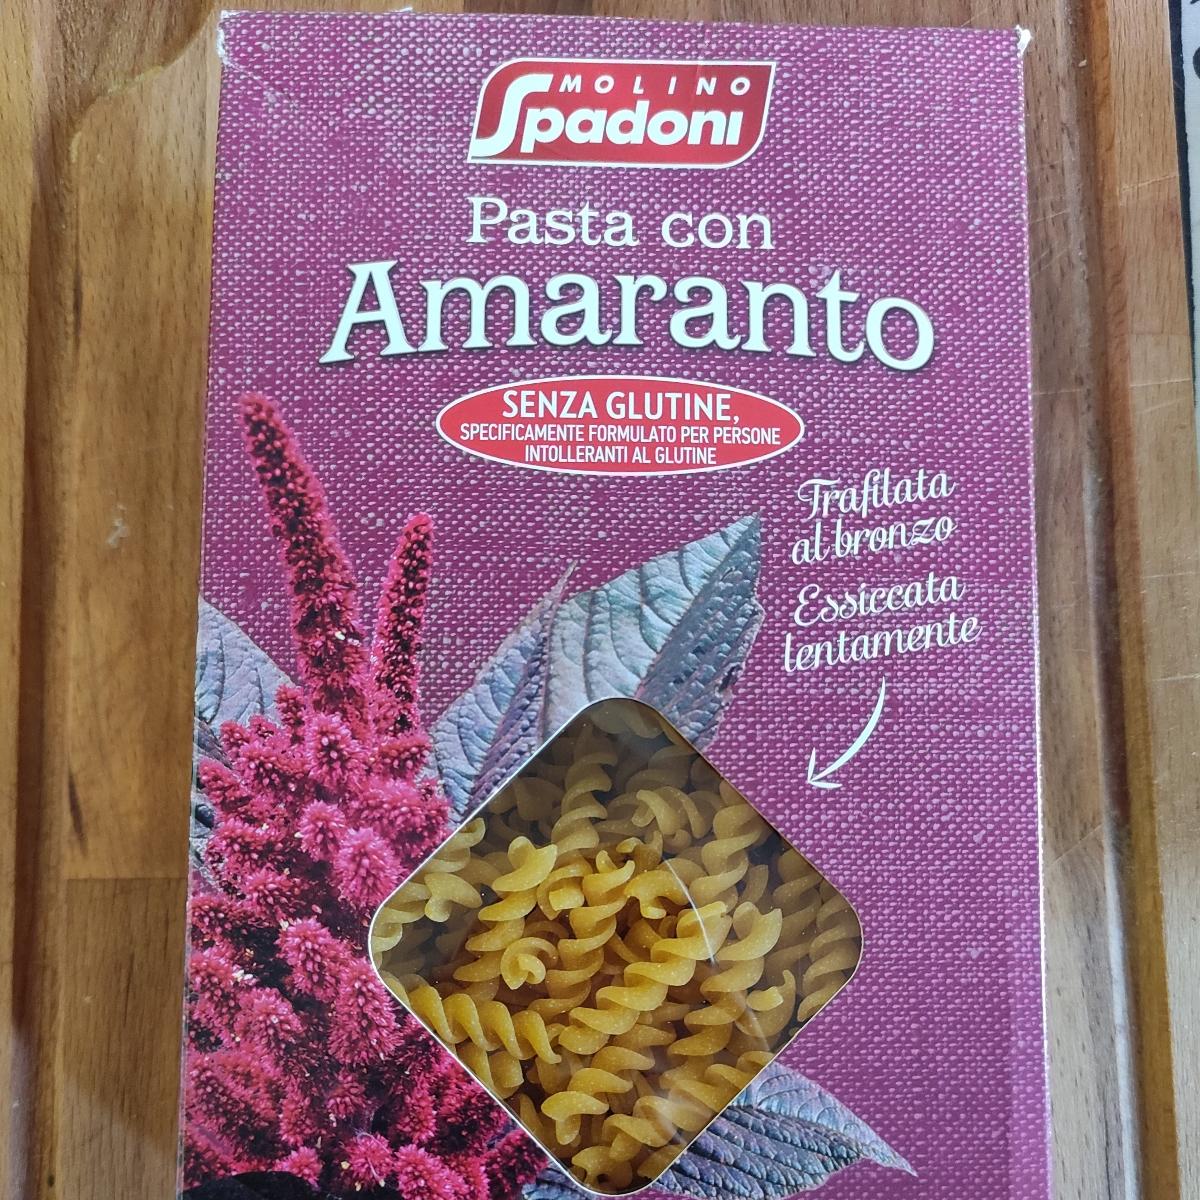 MOLINO
Spadoni
Pasta con
Amaranto
SENZA GLUTINE,
SPECIFICAMENTE FORMULATO PER PERSONE
INTOLLERANTI AL GLUTINE
Trafilata
al bronzo
Essiccata
lentamente